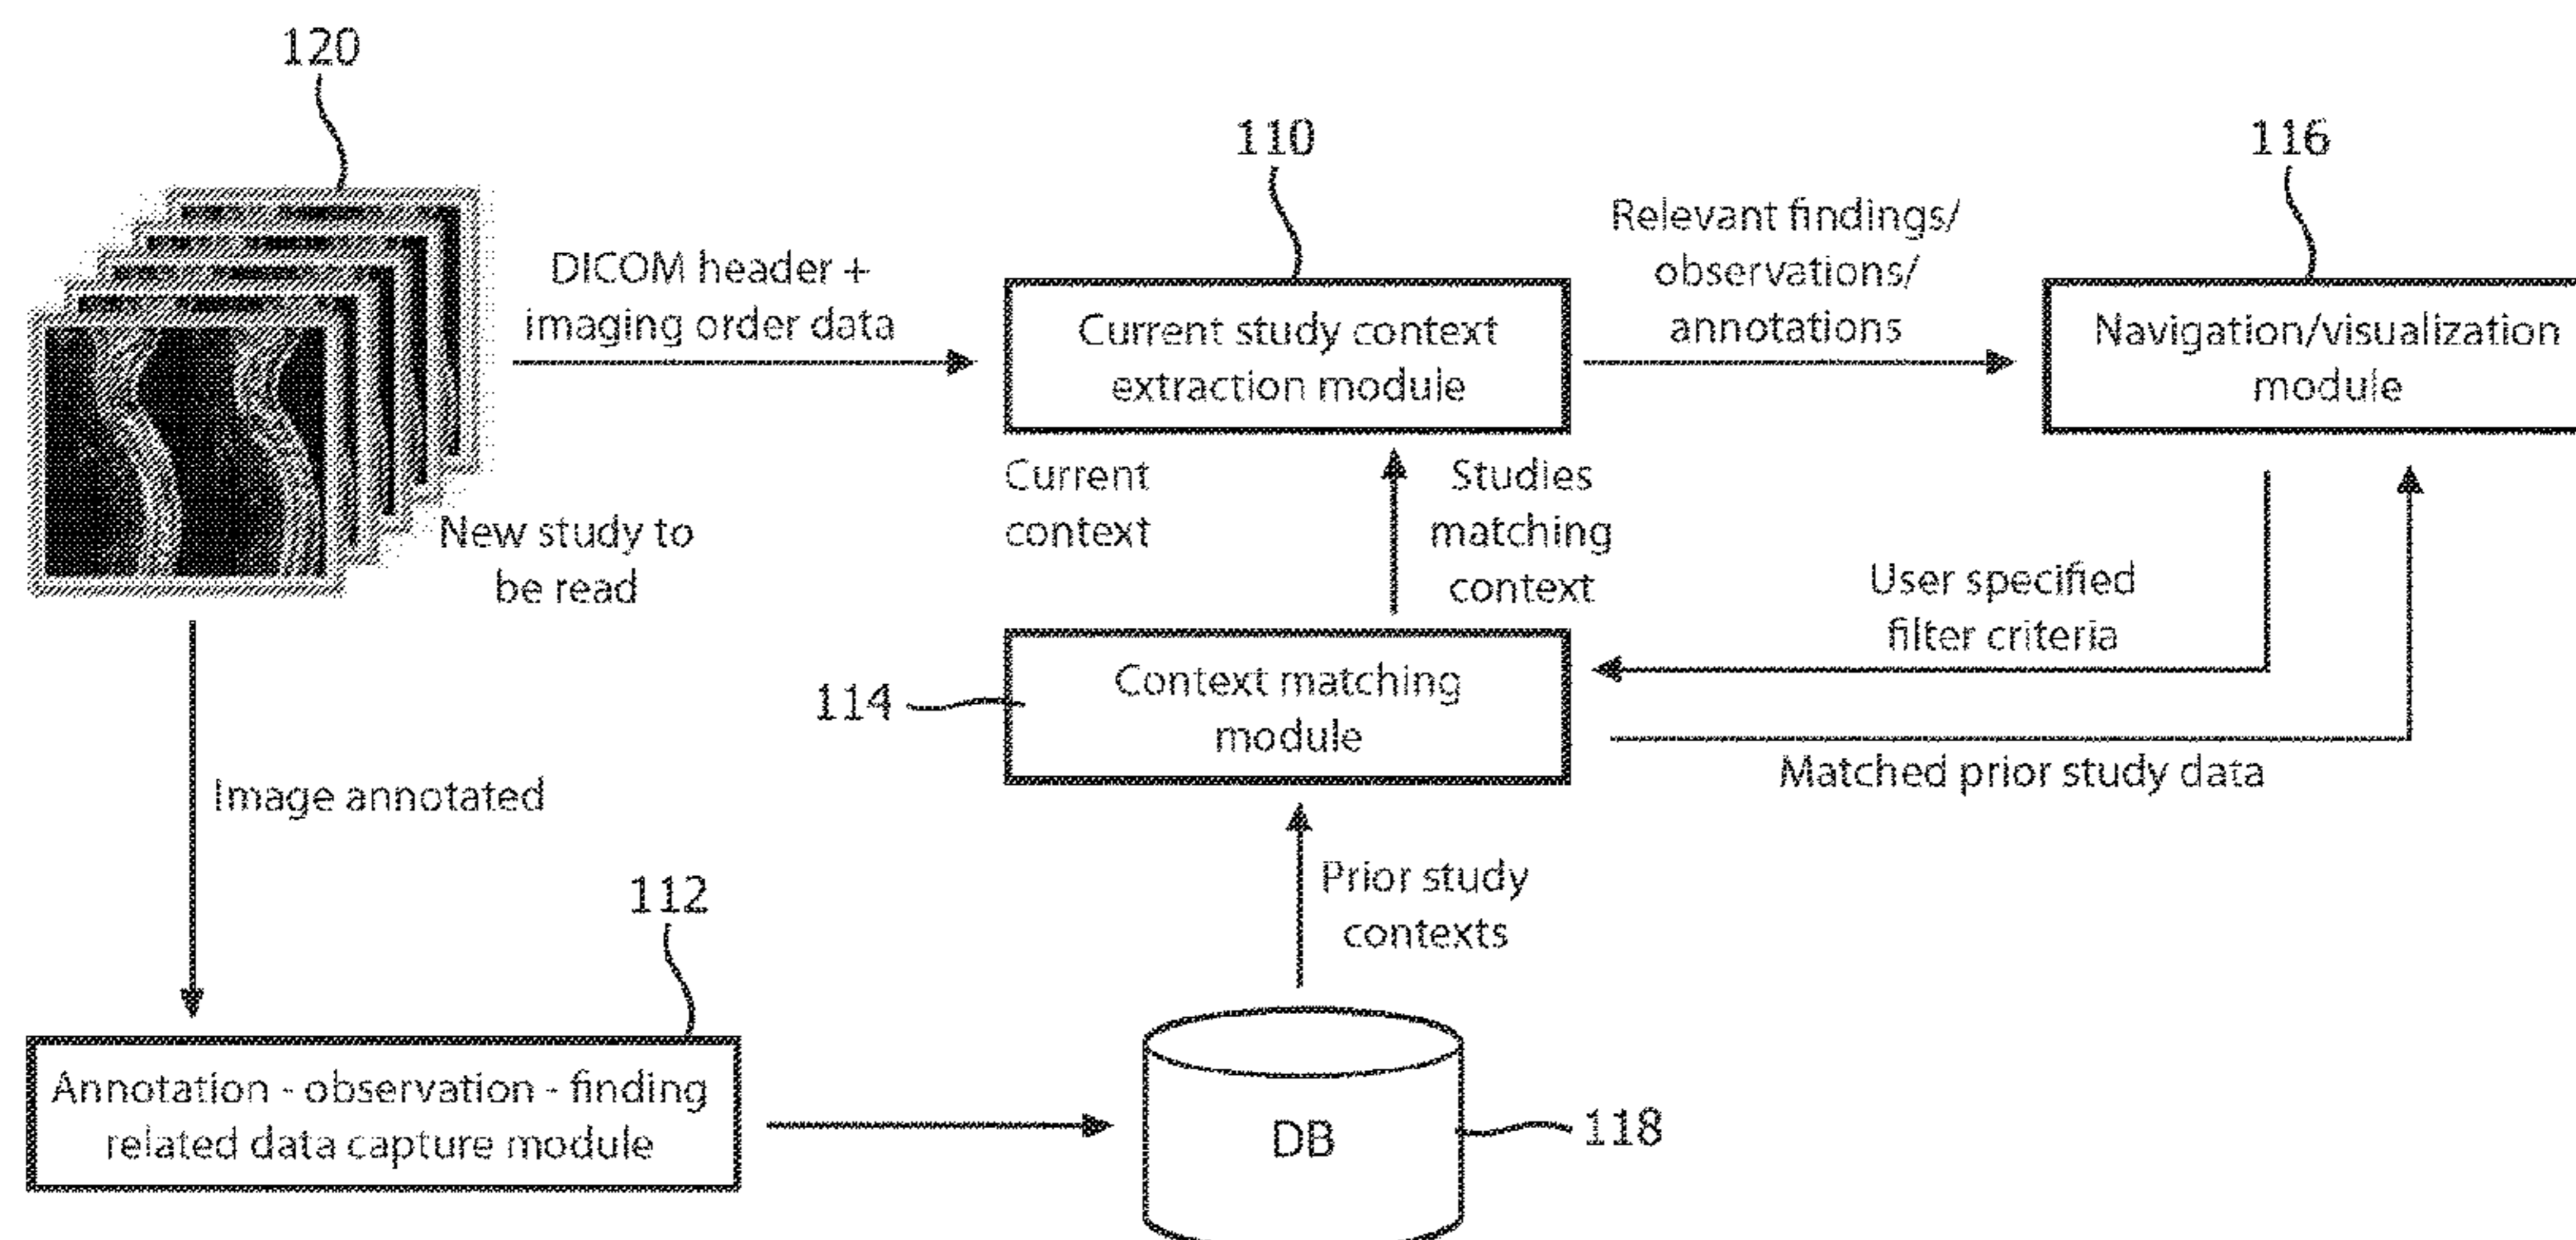 120
110
116
DICOM header +
imaging order data
Current study context
extraction module
Relevant findings/
observations/
annotations
Navigation/visualization
module
New study to
be read
Current
context
Studies
matching
context
User specified
filter criteria
114
Context matching
module
Matched prior study data
Image annotated
Prior study
contexts
112
Annotation - observation - finding
related data capture module
DB
118